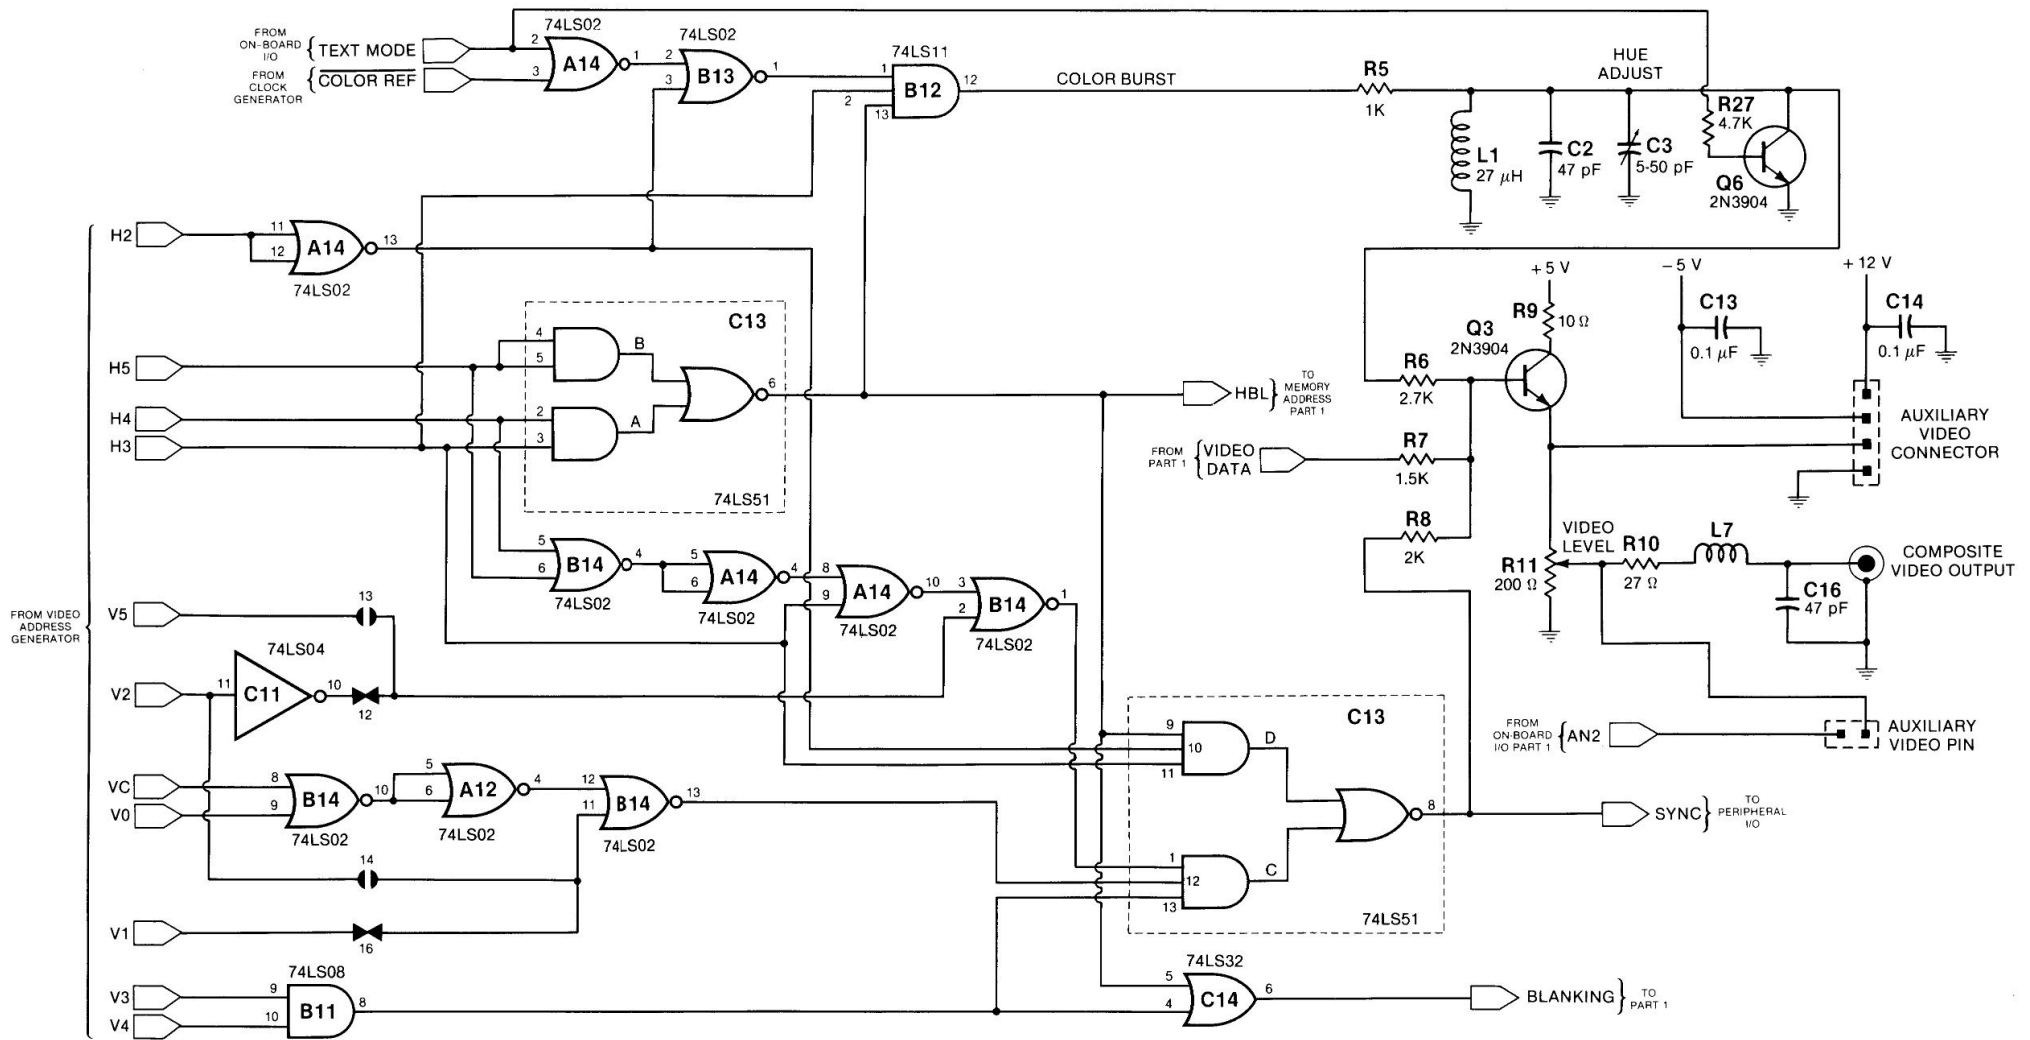 FROM
ON-BOARD
I/O
TEXT MODE
FROM
CLOCK
GENERATOR
COLOR REF
74LS02
2
3
A14
1
74LS02
2
3
B13
1
74LS11
1
2
13
B12
12
COLOR BURST
R5
1K
HUE
ADJUST
L1
27 μH
C2
47 pF
C3
5-50 pF
R27
4.7K
Q6
2N3904
H2
11
12
A14
13
74LS02
C13
H5
4
5
B
H4
2
H3
3
A
6
74LS51
HBL
TO
MEMORY
ADDRESS
PART 1
FROM
PART 1
VIDEO
DATA
R6
2.7K
R7
1.5K
R8
2K
Q3
2N3904
+ 5 V
R9
10 Ω
– 5 V
C13
0.1 μF
+ 12 V
C14
0.1 μF
AUXILIARY
VIDEO
CONNECTOR
VIDEO
LEVEL
R11
200 Ω
R10
27 Ω
L7
C16
47 pF
COMPOSITE
VIDEO OUTPUT
5
6
B14
4
74LS02
5
6
A14
4
74LS02
8
9
A14
10
74LS02
3
2
B14
1
74LS02
FROM VIDEO
ADDRESS
GENERATOR
V5
13
74LS04
V2
11
C11
10
12
VC
8
V0
9
B14
10
74LS02
5
6
A12
4
74LS02
12
11
B14
13
74LS02
14
V1
16
C13
9
10
11
D
1
12
13
C
8
74LS51
FROM
ON-BOARD
I/O PART 1
AN2
AUXILIARY
VIDEO PIN
SYNC
TO
PERIPHERAL
I/O
74LS08
V3
9
V4
10
B11
8
74LS32
5
4
C14
6
BLANKING
TO
PART 1